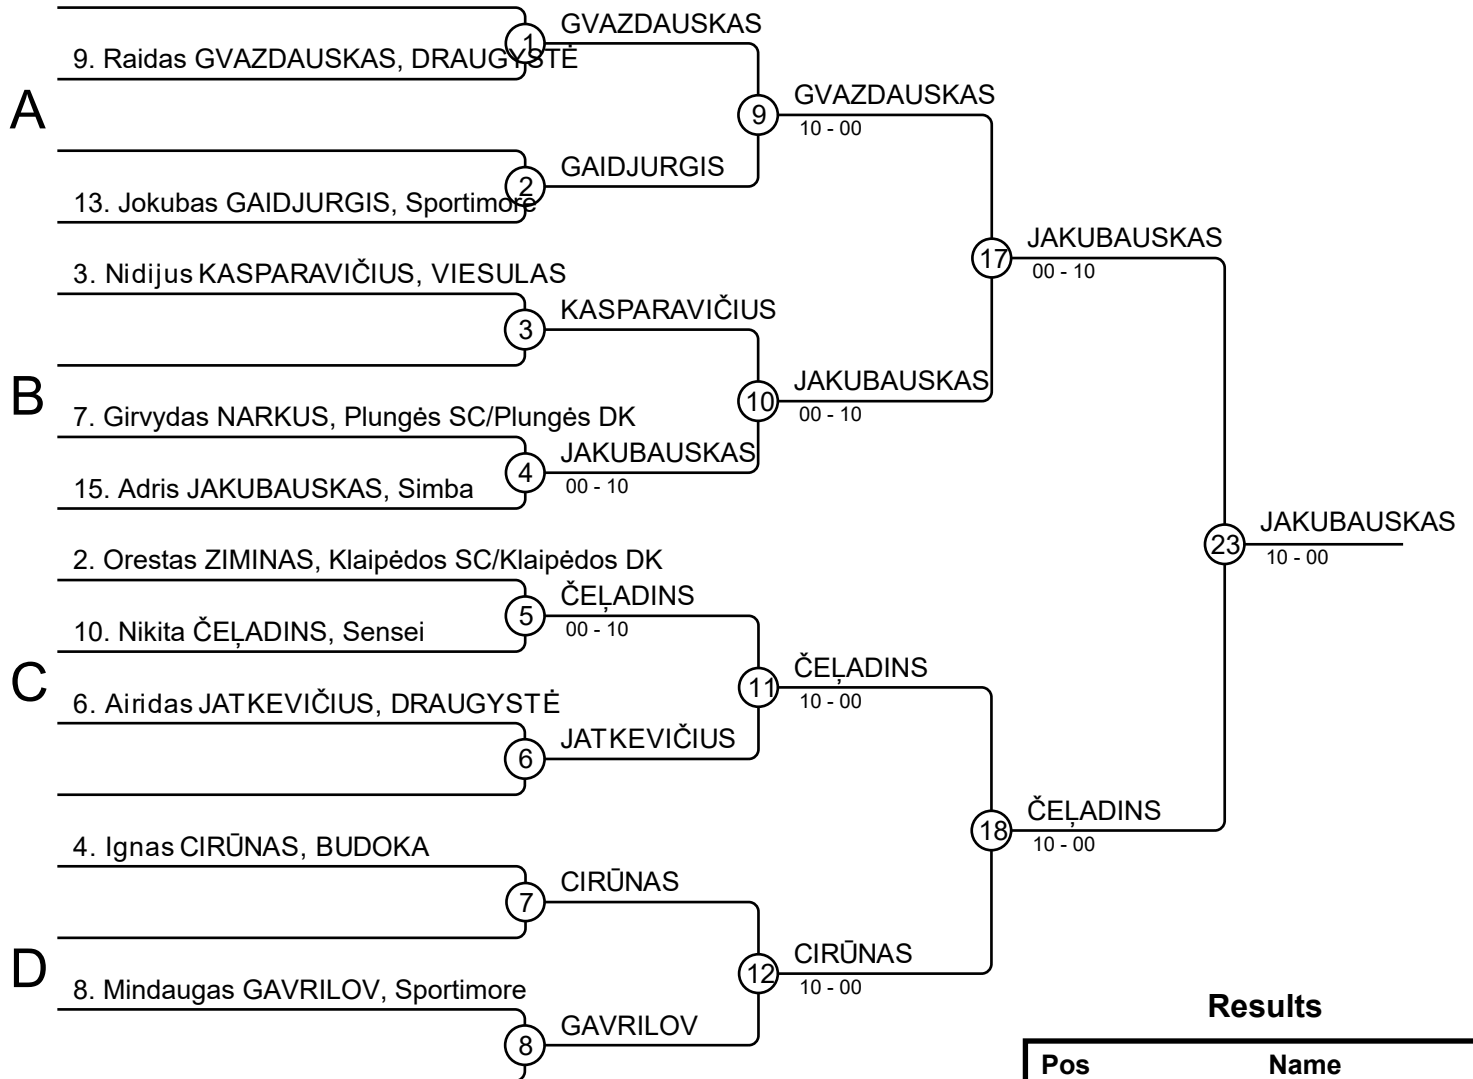 GVAZDAUSKAS
1
9. Raidas GVAZDAUSKAS, DRAUGYSTĖ
A
GVAZDAUSKAS
9
10 - 00
GAIDJURGIS
2
13. Jokubas GAIDJURGIS, Sportimore
JAKUBAUSKAS
17
00 - 10
3. Nidijus KASPARAVIČIUS, VIESULAS
KASPARAVIČIUS
3
B
JAKUBAUSKAS
10
00 - 10
7. Girvydas NARKUS, Plungės SC/Plungės DK
JAKUBAUSKAS
4
00 - 10
15. Adris JAKUBAUSKAS, Simba
JAKUBAUSKAS
23
10 - 00
2. Orestas ZIMINAS, Klaipėdos SC/Klaipėdos DK
ČEĻADINS
5
00 - 10
10. Nikita ČEĻADINS, Sensei
C
ČEĻADINS
11
10 - 00
6. Airidas JATKEVIČIUS, DRAUGYSTĖ
JATKEVIČIUS
6
ČEĻADINS
18
10 - 00
4. Ignas CIRŪNAS, BUDOKA
CIRŪNAS
7
D
CIRŪNAS
12
10 - 00
8. Mindaugas GAVRILOV, Sportimore
GAVRILOV
8
Results
Pos Name